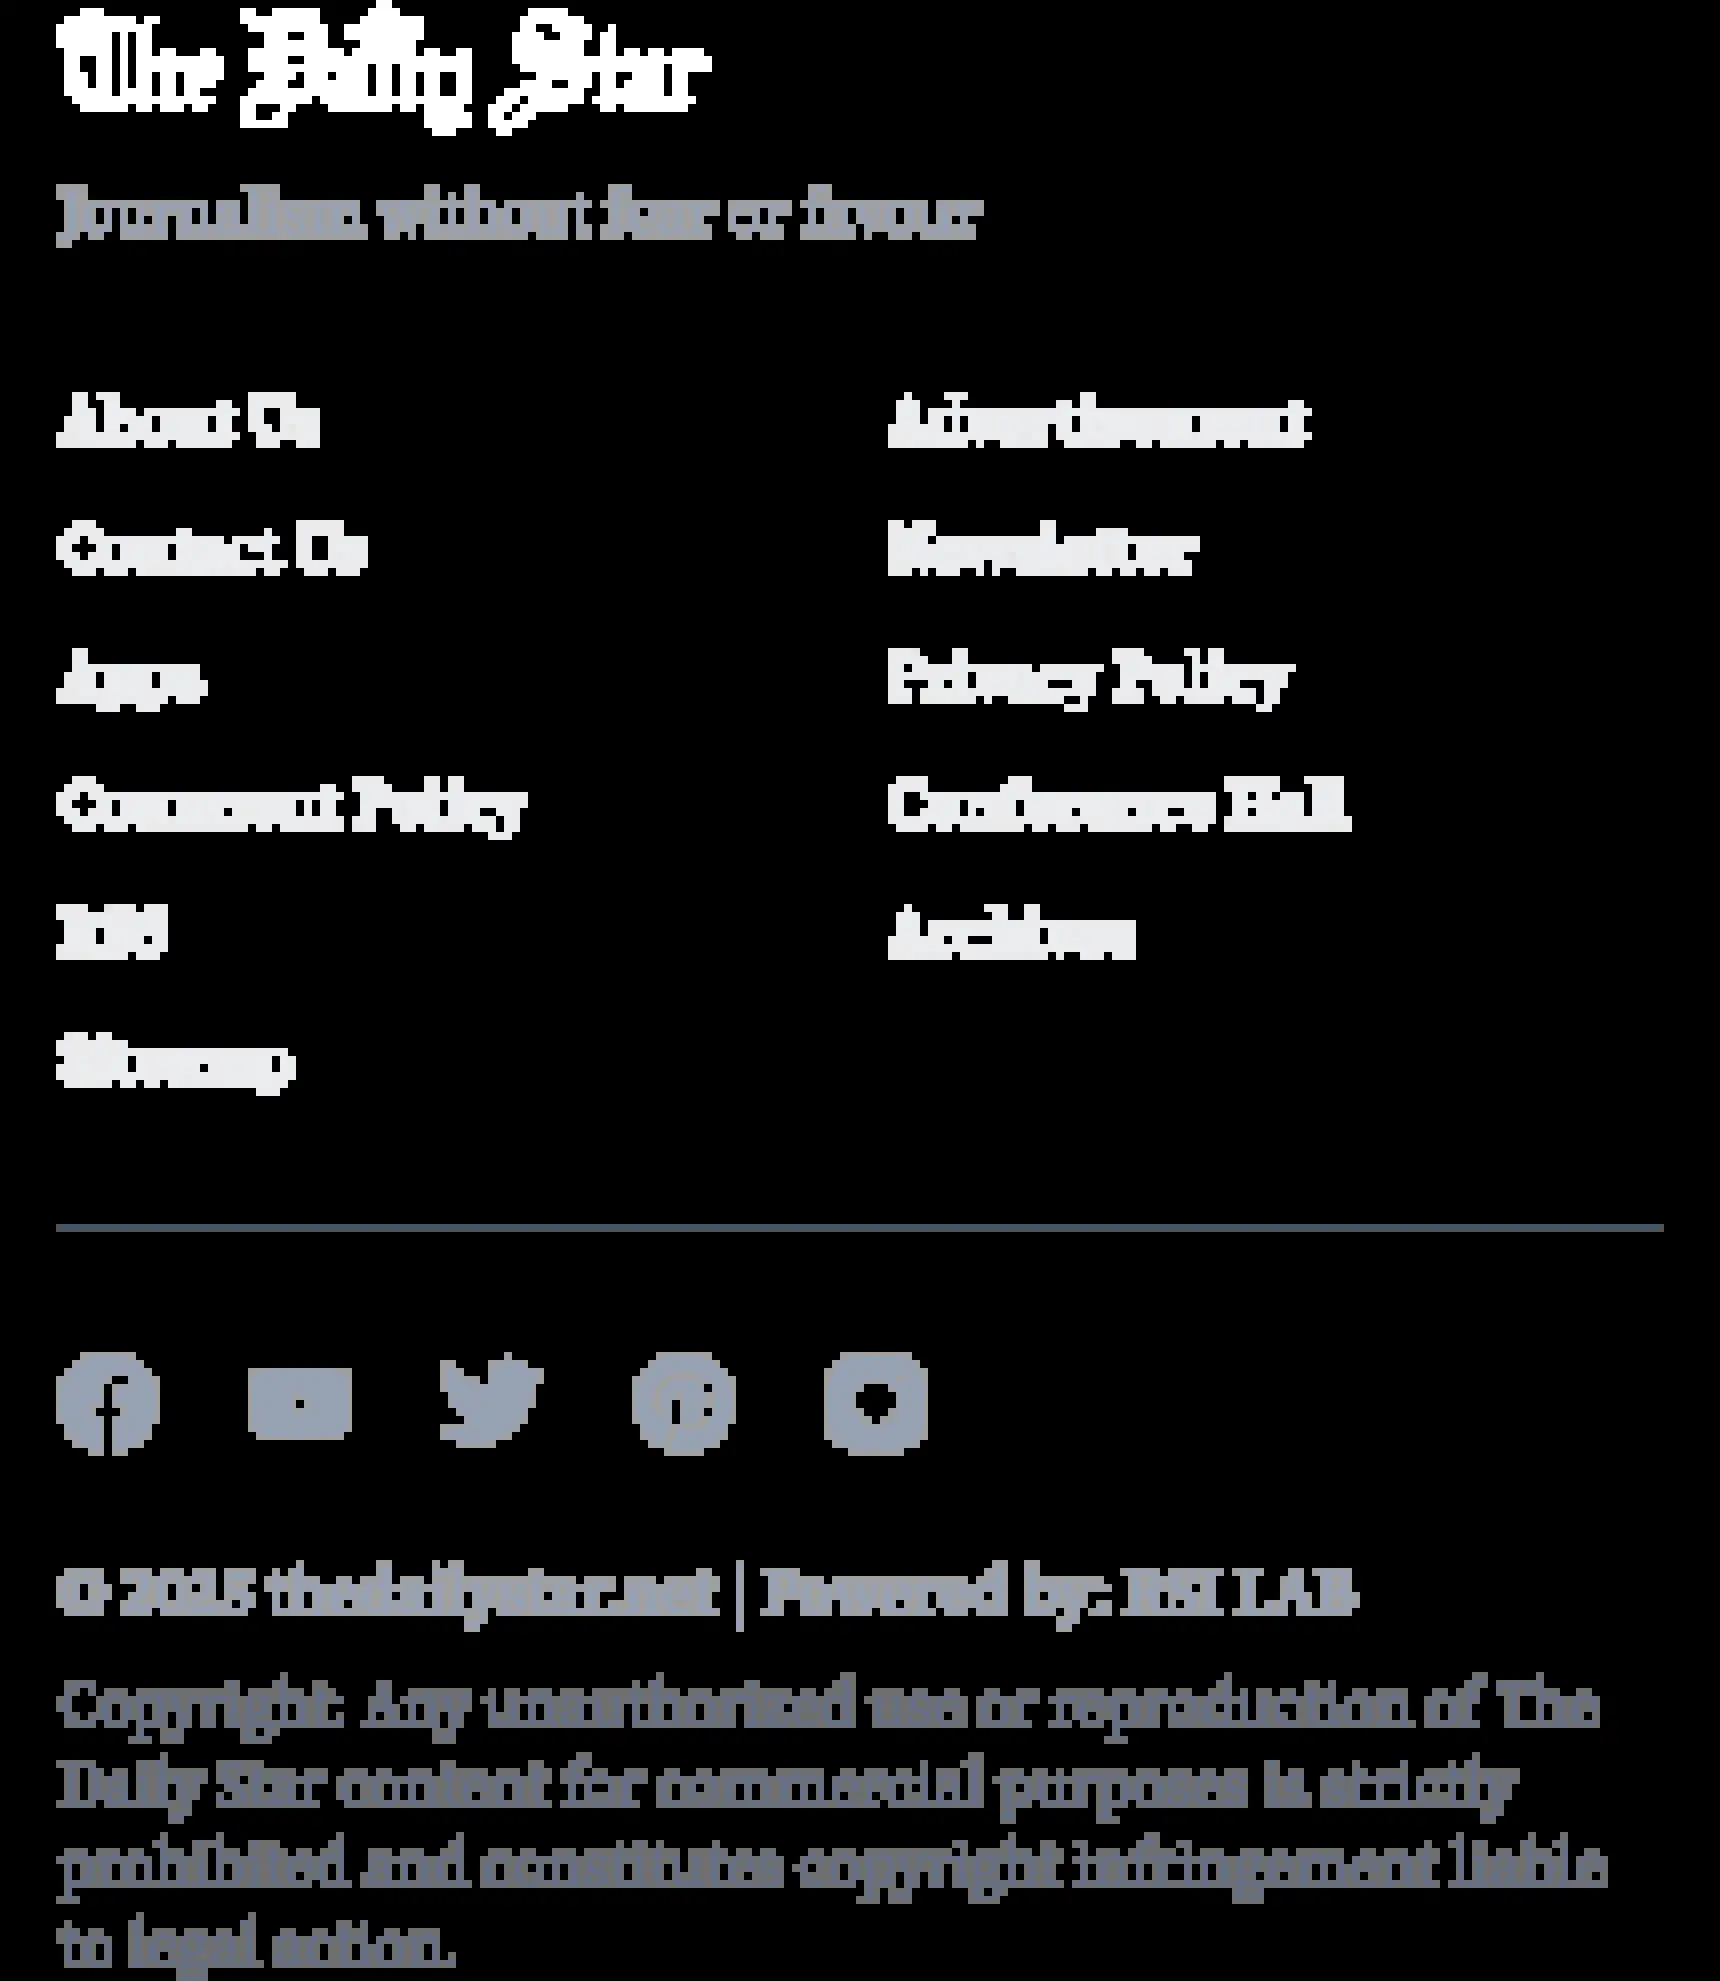 The Daily Star
Journalism without fear or favour
About Us
Contact Us
Apps
Comment Policy
RSS
Sitemap
Advertisement
Newsletter
Privacy Policy
Conference Hall
Archives
© 2025 thedailystar.net | Powered by: RSI LAB
Copyright: Any unauthorized use or reproduction of The
Daily Star content for commercial purposes is strictly
prohibited and constitutes copyright infringement liable
to legal action.